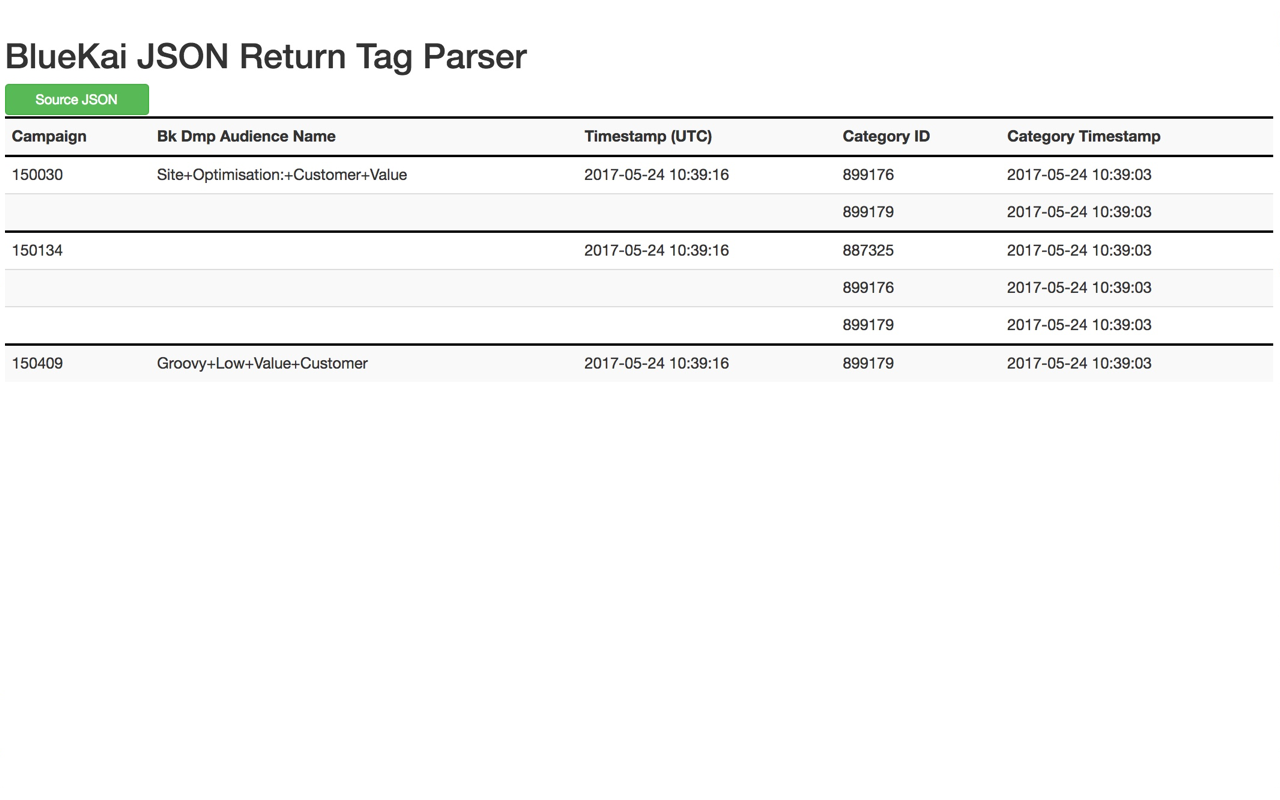 BlueKai JSON Return Tag Parser
Source JSON
Campaign Bk Dmp Audience Name Timestamp (UTC) Category ID Category Timestamp
150030 Site+Optimisation:+Customer+Value 2017-05-24 10:39:16 899176 2017-05-24 10:39:03
899179 2017-05-24 10:39:03
150134 2017-05-24 10:39:16 887325 2017-05-24 10:39:03
899176 2017-05-24 10:39:03
899179 2017-05-24 10:39:03
150409 Groovy+Low+Value+Customer 2017-05-24 10:39:16 899179 2017-05-24 10:39:03